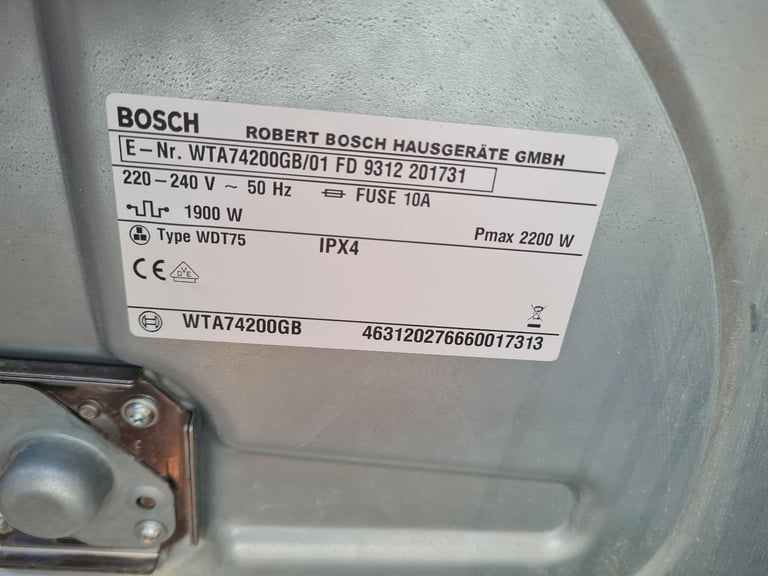 BOSCH
ROBERT BOSCH HAUSGERÄTE GMBH
E-Nr. WTA74200GB/01 FD 9312 201731
220-240 V ~ 50 Hz FUSE 10A
1900 W Pmax 2200 W
Type WDT75 IPX4
CE DVE
WTA74200GB 463120276660017313